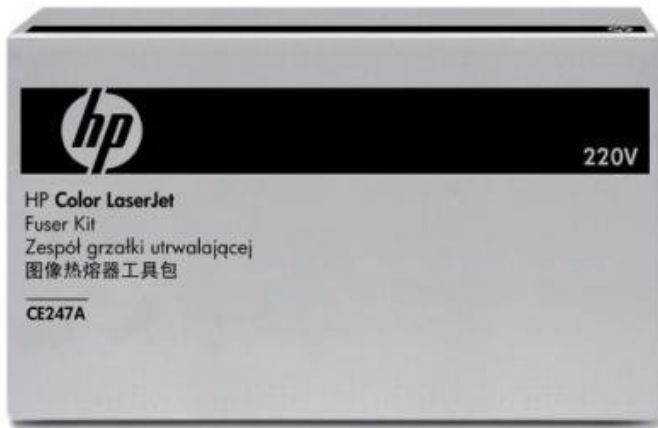 hp
220V
HP Color LaserJet
Fuser Kit
Zespół grzałki utrwalającej
图像热熔器工具包
CE247A